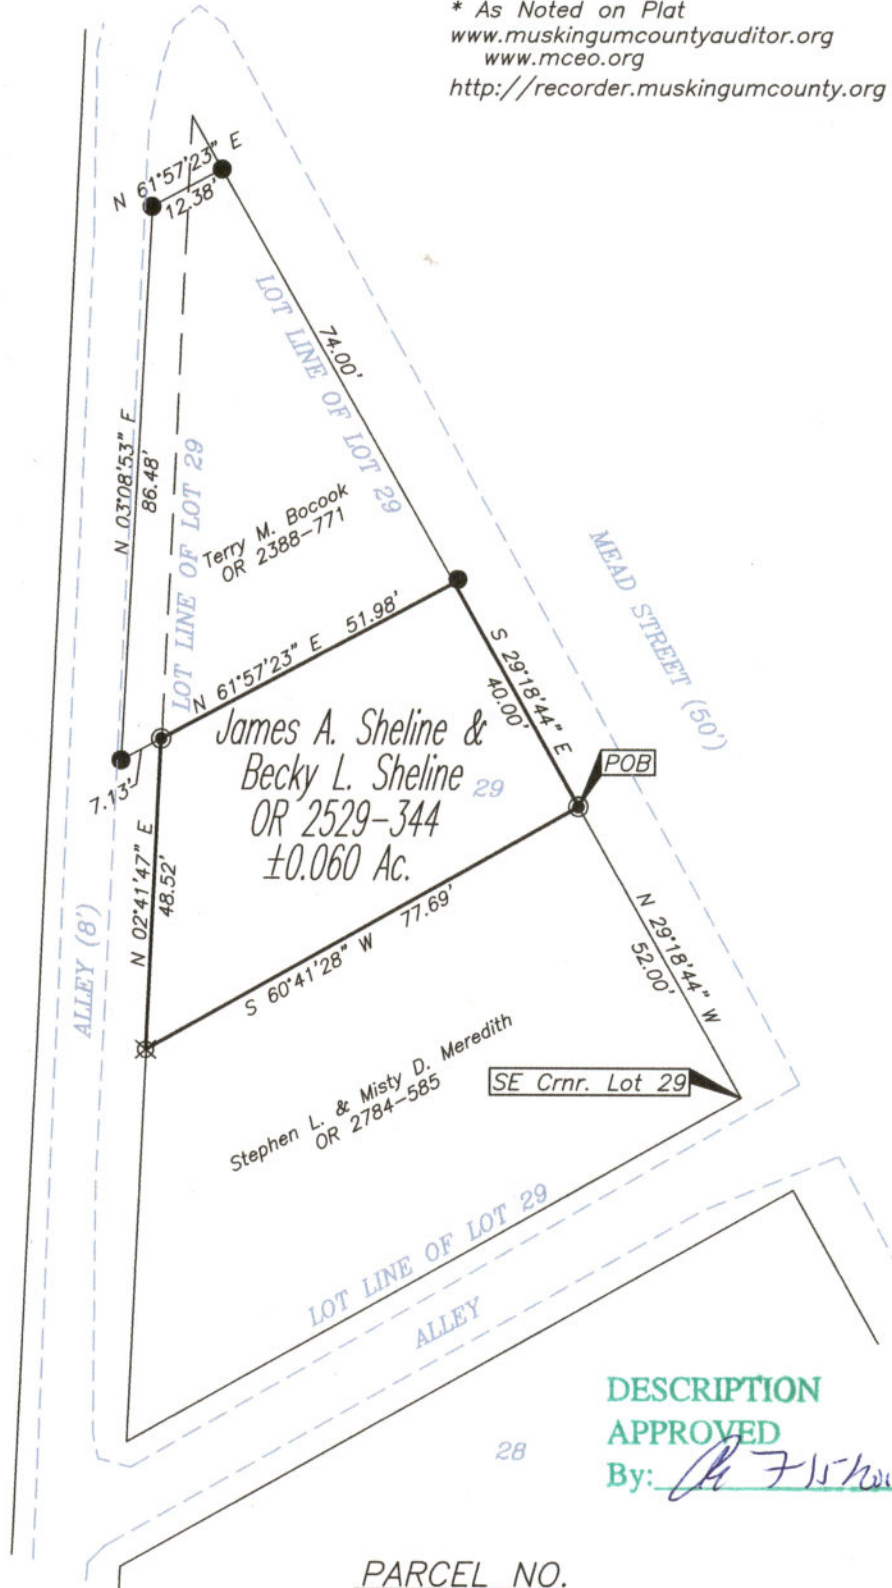 * As Noted on Plat
www.muskingumcountyauditor.org
www.mceo.org
http://recorder.muskingumcounty.org
N 61°57'23" E
12.38'
LOT LINE OF LOT 29
74.00'
N 03°08'53" E
86.48'
LOT LINE OF LOT 29
Terry M. Bocook
OR 2388-771
MEAD STREET (50')
N 61°57'23" E 51.98'
S 29°18'44" E
40.00'
7.13'
James A. Sheline &
Becky L. Sheline
OR 2529-344
±0.060 Ac.
29
POB
N 02°41'47" E
48.52'
ALLEY (8')
S 60°41'28" W 77.69'
N 29°18'44" W
52.00'
Stephen L. & Misty D. Meredith
OR 2784-585
SE Crnr. Lot 29
LOT LINE OF LOT 29
ALLEY
28
DESCRIPTION
APPROVED
By:
PARCEL NO.